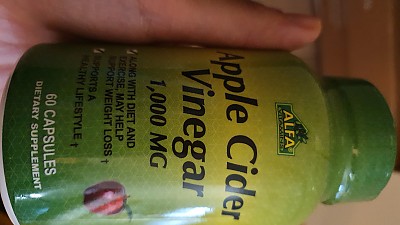 ALFA
VITAMINS
Apple Cider
Vinegar
1,000 MG
ALONG WITH DIET AND
EXERCISE, MAY HELP
SUPPORT WEIGHT LOSS†
SUPPORTS A
HEALTHY LIFESTYLE†
60 CAPSULES
DIETARY SUPPLEMENT